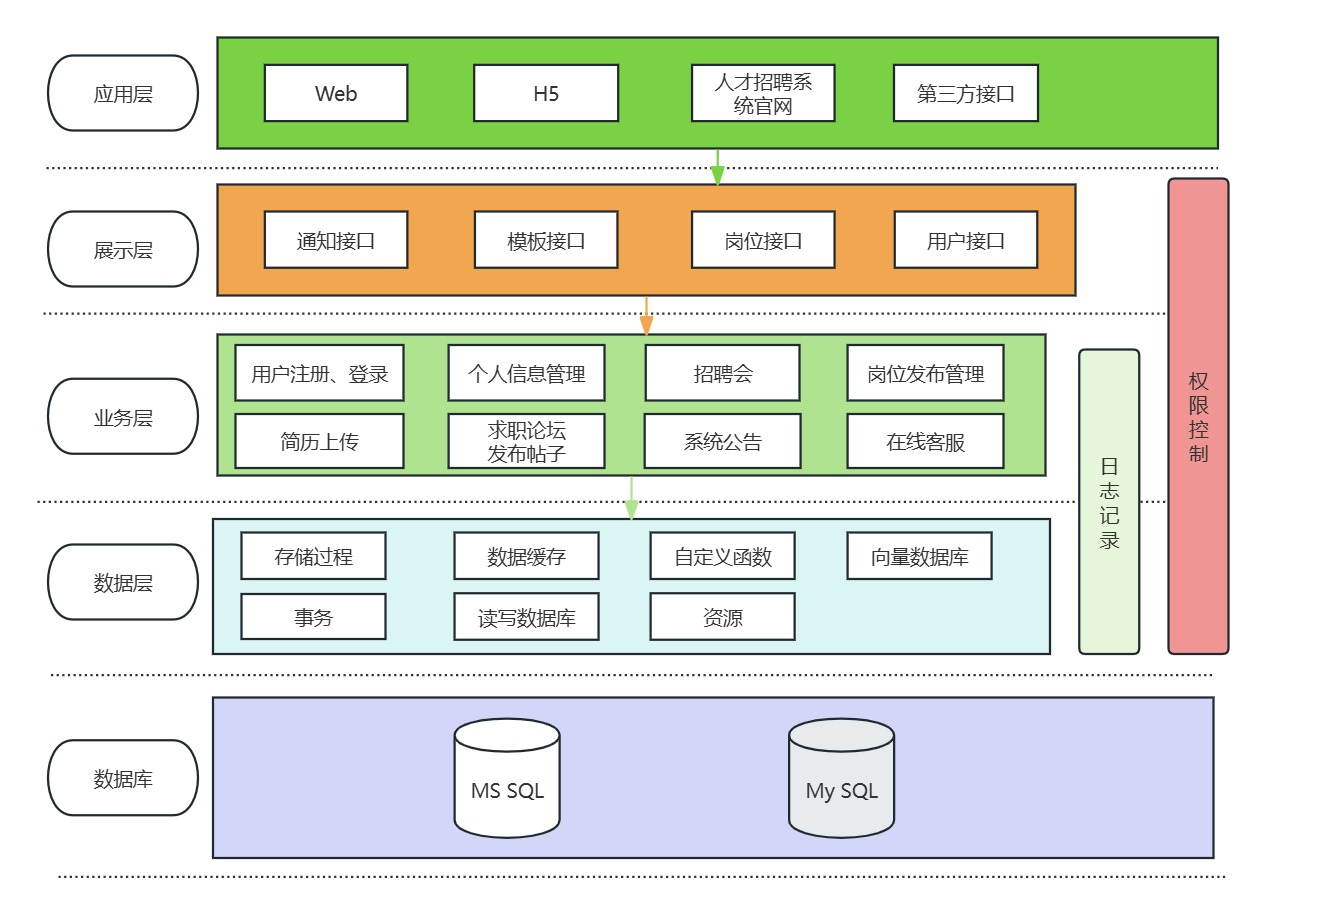 应用层
Web
H5
人才招聘系
统官网
第三方接口
展示层
通知接口
模板接口
岗位接口
用户接口
业务层
用户注册、登录
个人信息管理
招聘会
岗位发布管理
简历上传
求职论坛
发布帖子
系统公告
在线客服
数据层
存储过程
数据缓存
自定义函数
向量数据库
事务
读写数据库
资源
日志记录
权限控制
数据库
MS SQL
My SQL